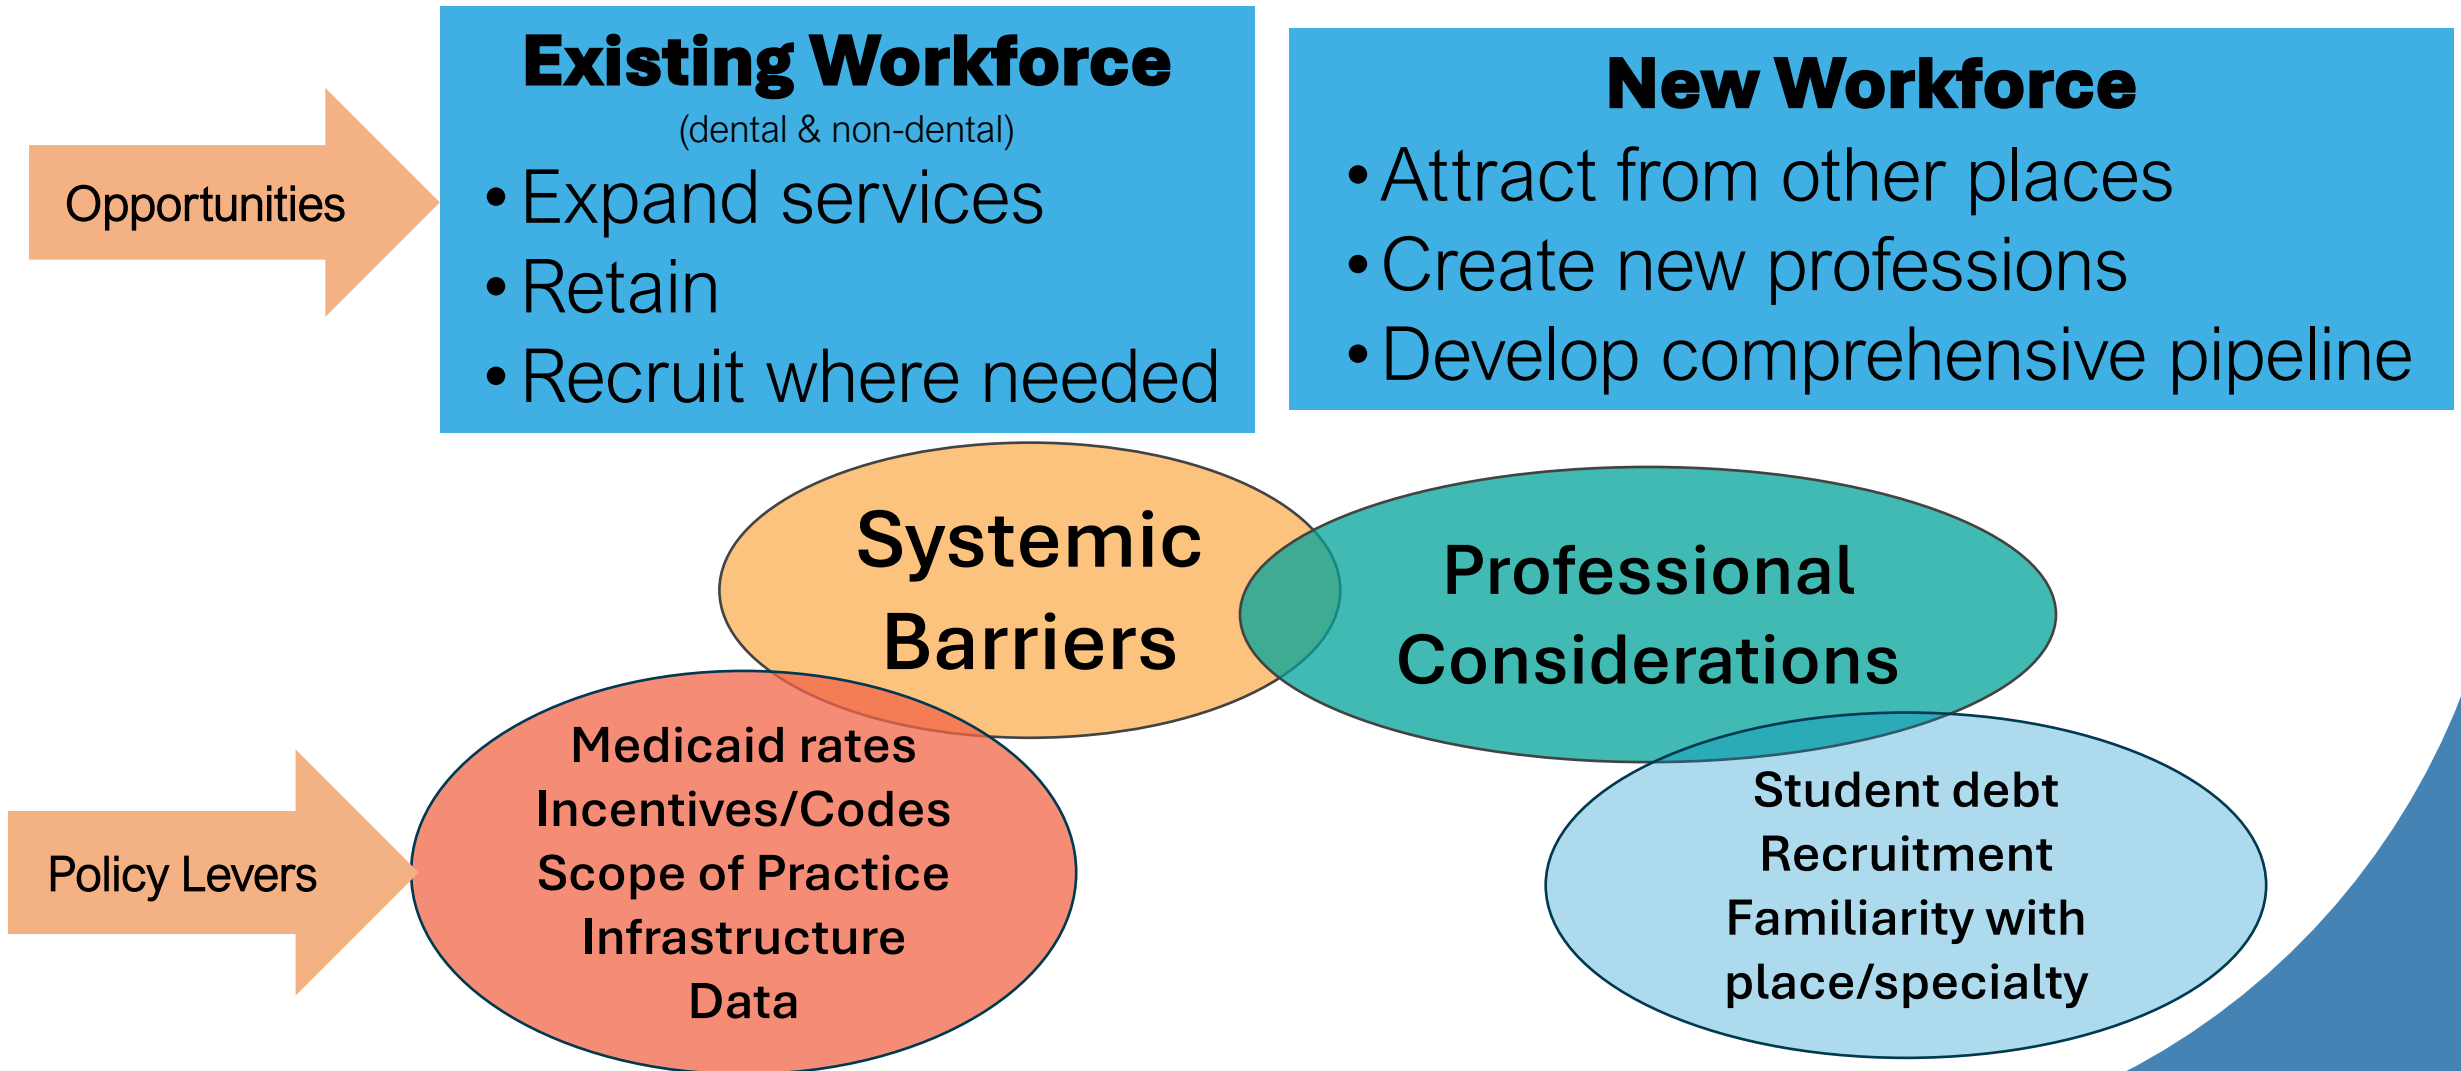 Opportunities
Existing Workforce
(dental & non-dental)
• Expand services
• Retain
• Recruit where needed
New Workforce
• Attract from other places
• Create new professions
• Develop comprehensive pipeline
Systemic
Barriers
Professional
Considerations
Policy Levers
Medicaid rates
Incentives/Codes
Scope of Practice
Infrastructure
Data
Student debt
Recruitment
Familiarity with
place/specialty